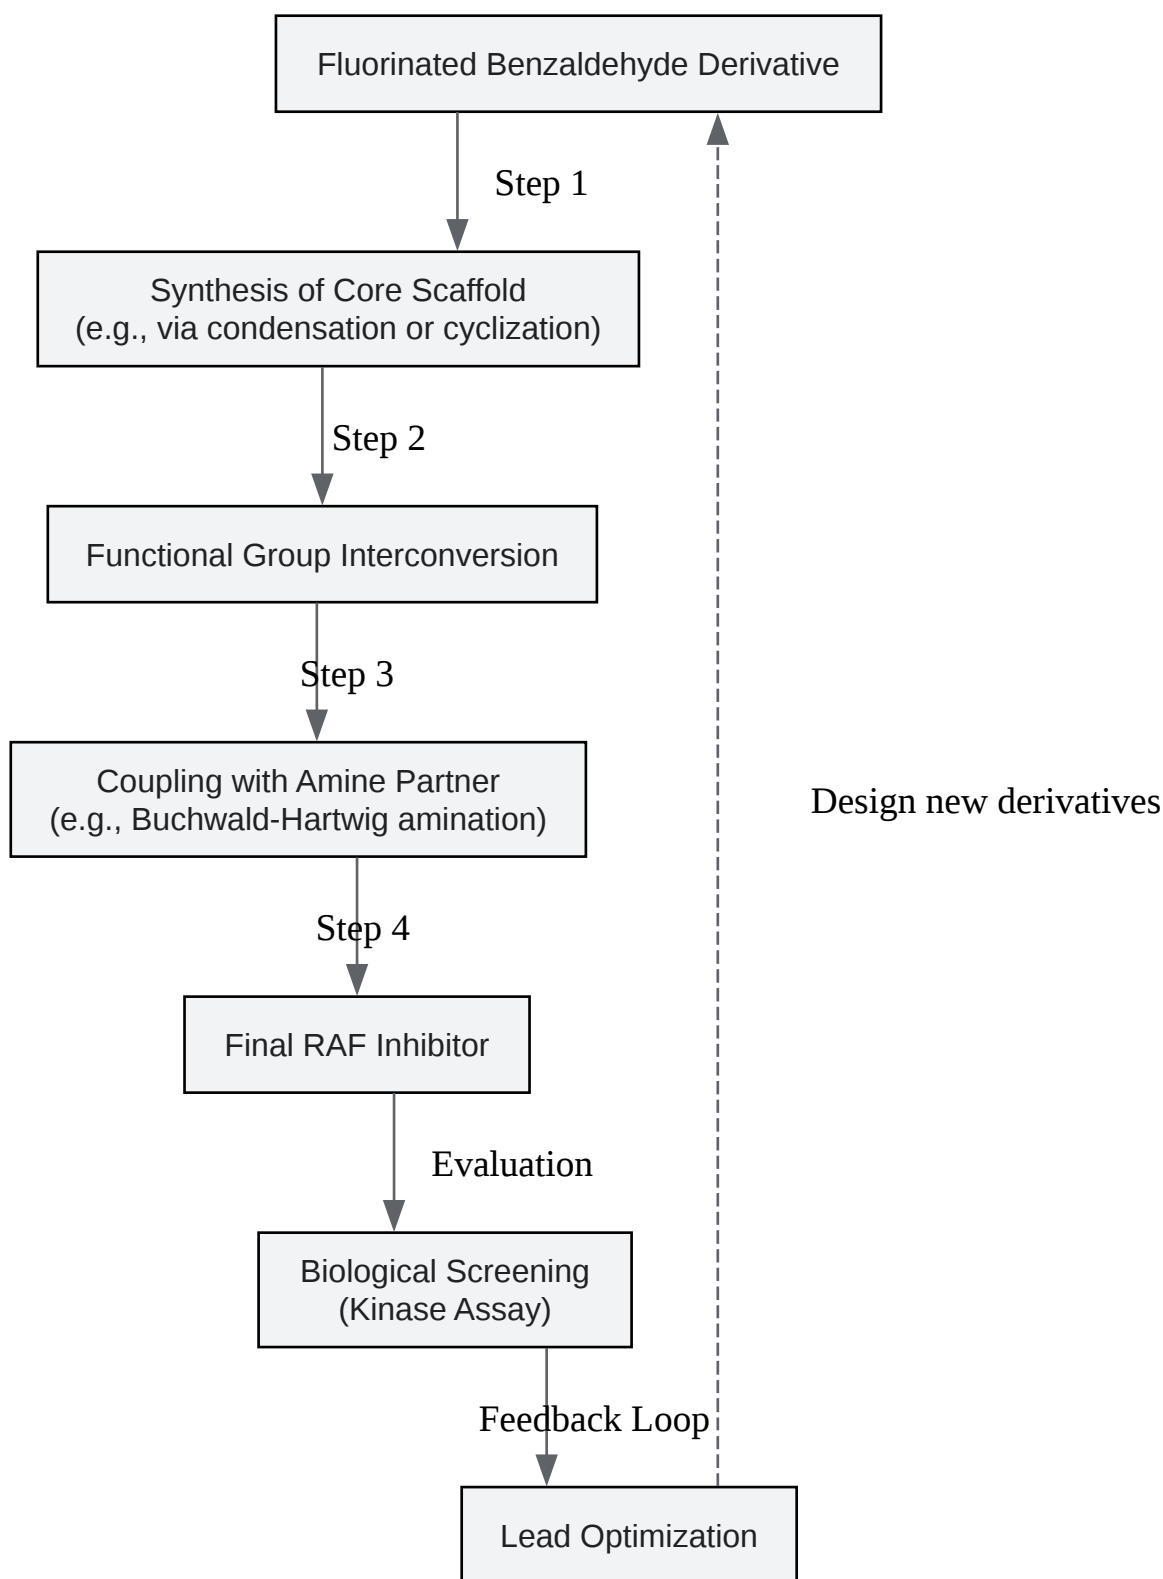 Fluorinated Benzaldehyde Derivative
Step 1
Synthesis of Core Scaffold
(e.g., via condensation or cyclization)
Step 2
Functional Group Interconversion
Step 3
Coupling with Amine Partner
(e.g., Buchwald-Hartwig amination)
Design new derivatives
Step 4
Final RAF Inhibitor
Evaluation
Biological Screening
(Kinase Assay)
Feedback Loop
Lead Optimization